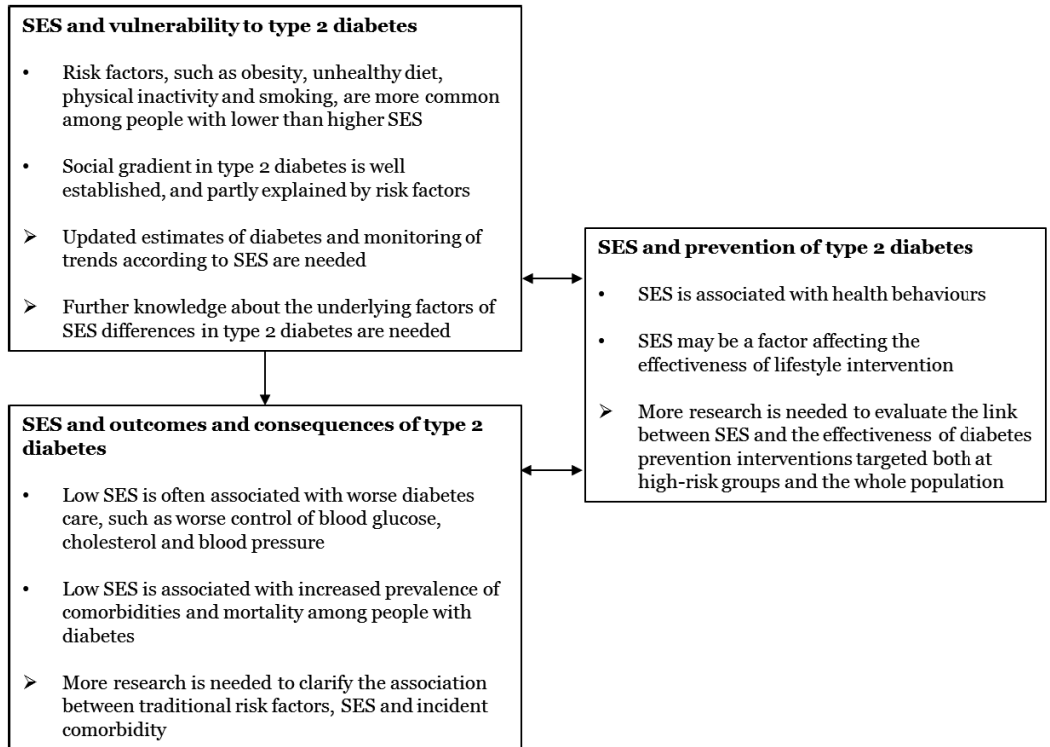 SES and vulnerability to type 2 diabetes
• Risk factors, such as obesity, unhealthy diet,
physical inactivity and smoking, are more common
among people with lower than higher SES
• Social gradient in type 2 diabetes is well
established, and partly explained by risk factors
➢ Updated estimates of diabetes and monitoring of
trends according to SES are needed
➢ Further knowledge about the underlying factors of
SES differences in type 2 diabetes are needed
SES and prevention of type 2 diabetes
• SES is associated with health behaviours
• SES may be a factor affecting the
effectiveness of lifestyle intervention
➢ More research is needed to evaluate the link
between SES and the effectiveness of diabetes
prevention interventions targeted both at
high-risk groups and the whole population
SES and outcomes and consequences of type 2
diabetes
• Low SES is often associated with worse diabetes
care, such as worse control of blood glucose,
cholesterol and blood pressure
• Low SES is associated with increased prevalence of
comorbidities and mortality among people with
diabetes
➢ More research is needed to clarify the association
between traditional risk factors, SES and incident
comorbidity